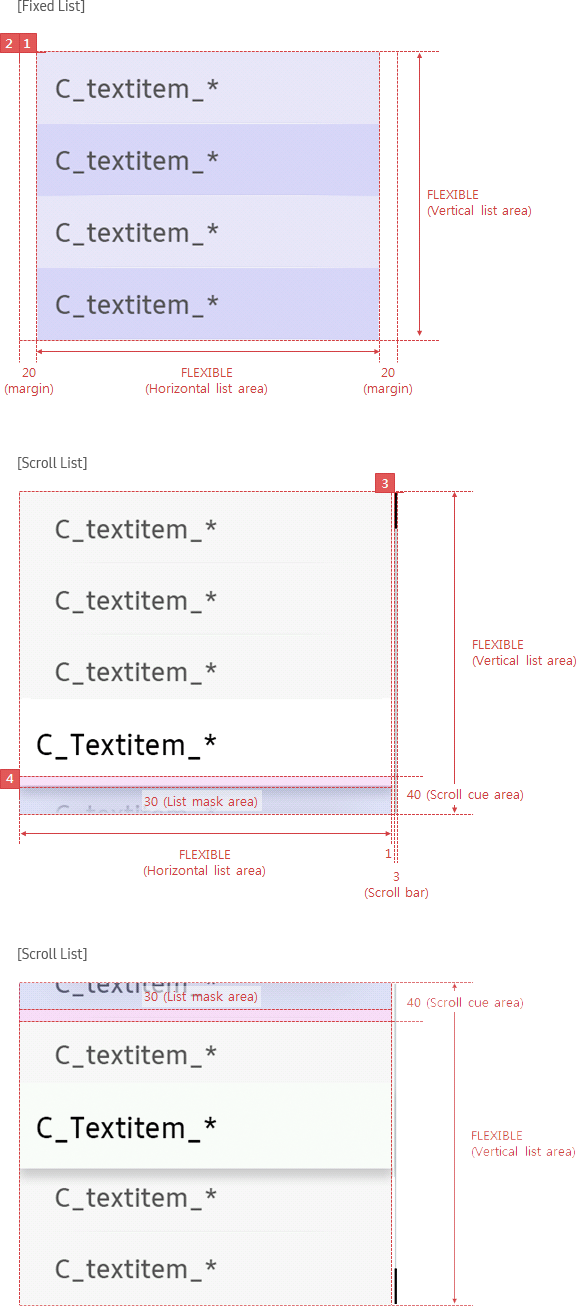 [Fixed List]
2 1
C_textitem_*
C_textitem_*
C_textitem_*
C_textitem_*
FLEXIBLE
(Vertical list area)
20
(margin)
FLEXIBLE
(Horizontal list area)
20
(margin)
[Scroll List]
3
C_textitem_*
C_textitem_*
C_textitem_*
C_Textitem_*
FLEXIBLE
(Vertical list area)
4
C_textitem_*
30 (List mask area)
40 (Scroll cue area)
FLEXIBLE
(Horizontal list area)
1
3
(Scroll bar)
[Scroll List]
C_textitem_*
30 (List mask area)
40 (Scroll cue area)
C_textitem_*
C_Textitem_*
FLEXIBLE
(Vertical list area)
C_textitem_*
C_textitem_*